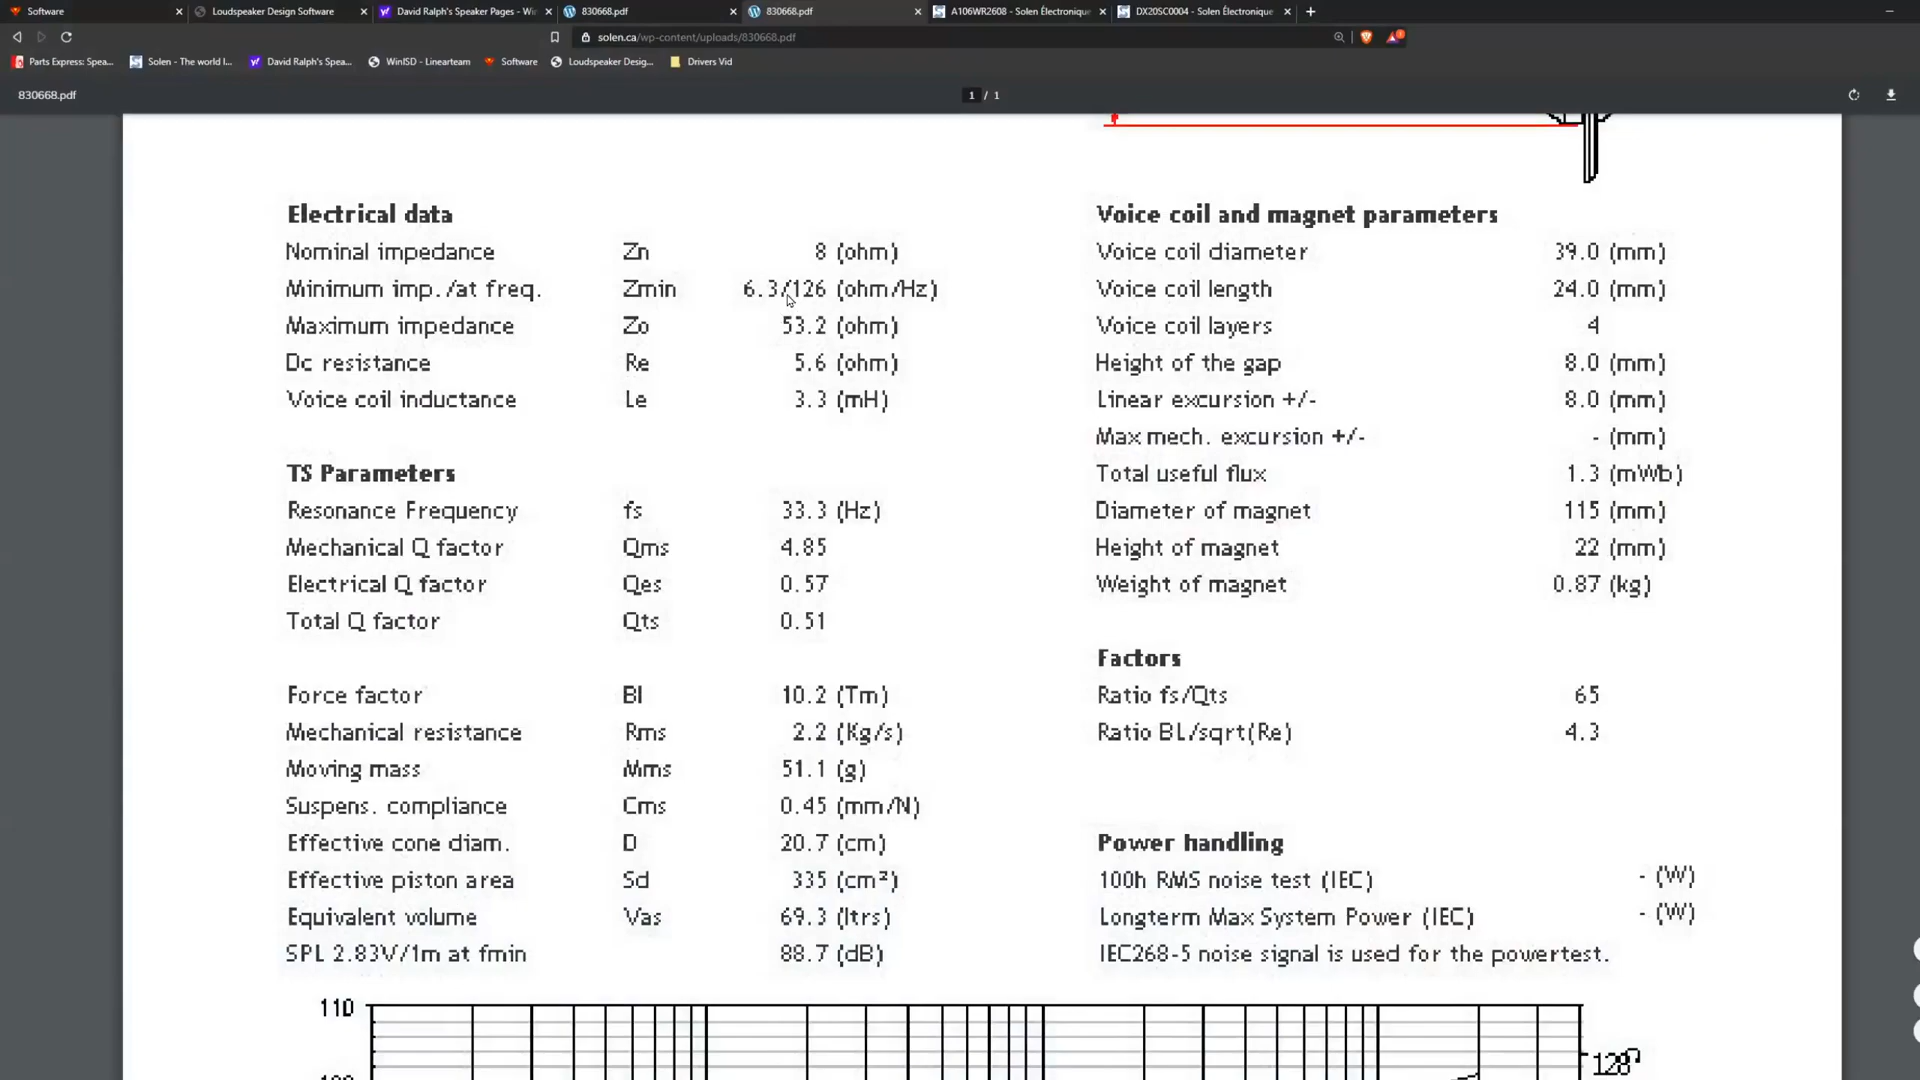 Software
Loudspeaker Design Software
David Ralph's Speaker Pages - Wi
830668.pdf
830668.pdf
A106WR2608 - Solen Électronique
DX20SC0004 - Solen Électronique
solen.ca/wp-content/uploads/830668.pdf
Parts Express: Spea...
Solen - The world l...
David Ralph's Spea...
WinISD - Linearteam
Software
Loudspeaker Desig...
Drivers Vid
830668.pdf
1 / 1
Electrical data
Nominal impedance Zn 8 (ohm)
Minimum imp./at freq. Zmin 6.3/126 (ohm/Hz)
Maximum impedance Zo 53.2 (ohm)
Dc resistance Re 5.6 (ohm)
Voice coil inductance Le 3.3 (mH)
TS Parameters
Resonance Frequency fs 33.3 (Hz)
Mechanical Q factor Qms 4.85
Electrical Q factor Qes 0.57
Total Q factor Qts 0.51
Force factor Bl 10.2 (Tm)
Mechanical resistance Rms 2.2 (Kg/s)
Moving mass Mms 51.1 (g)
Suspens. compliance Cms 0.45 (mm/N)
Effective cone diam. D 20.7 (cm)
Effective piston area Sd 335 (cm²)
Equivalent volume Vas 69.3 (ltrs)
SPL 2.83V/1m at fmin 88.7 (dB)
Voice coil and magnet parameters
Voice coil diameter 39.0 (mm)
Voice coil length 24.0 (mm)
Voice coil layers 4
Height of the gap 8.0 (mm)
Linear excursion +/- 8.0 (mm)
Max mech. excursion +/- - (mm)
Total useful flux 1.3 (mWb)
Diameter of magnet 115 (mm)
Height of magnet 22 (mm)
Weight of magnet 0.87 (kg)
Factors
Ratio fs/Qts 65
Ratio BL/sqrt(Re) 4.3
Power handling
100h RMS noise test (IEC) - (W)
Longterm Max System Power (IEC) - (W)
IEC268-5 noise signal is used for the powertest.
110
128Ω